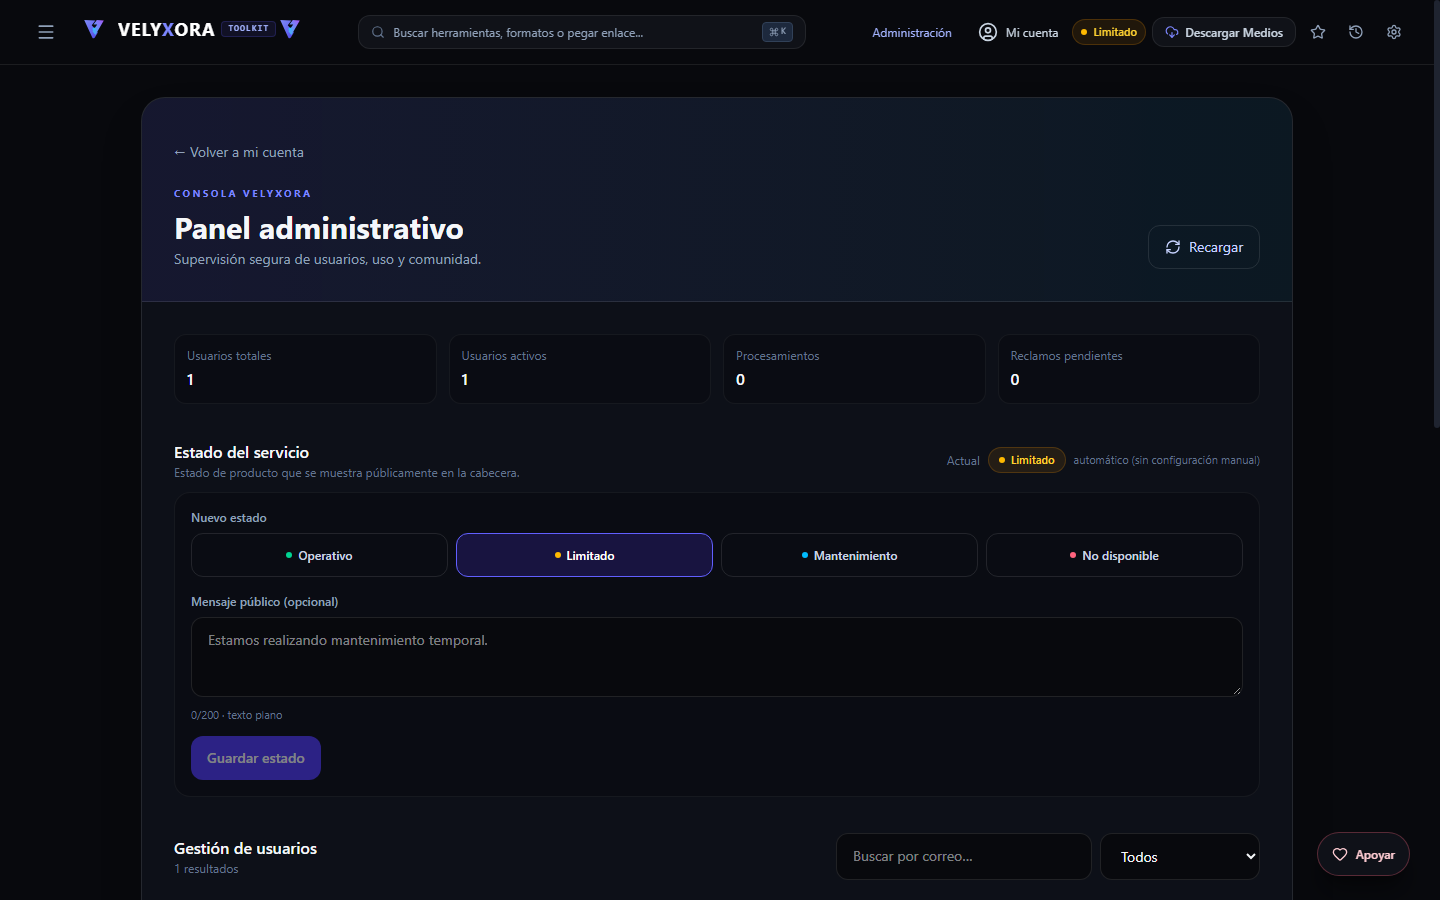 VELYXORA TOOLKIT
Buscar herramientas, formatos o pegar enlace...
⌘K
Administración
Mi cuenta
Limitado
Descargar Medios
← Volver a mi cuenta
CONSOLA VELYXORA
Panel administrativo
Supervisión segura de usuarios, uso y comunidad.
Recargar
Usuarios totales
1
Usuarios activos
1
Procesamientos
0
Reclamos pendientes
0
Estado del servicio
Estado de producto que se muestra públicamente en la cabecera.
Actual
Limitado
automático (sin configuración manual)
Nuevo estado
Operativo
Limitado
Mantenimiento
No disponible
Mensaje público (opcional)
Estamos realizando mantenimiento temporal.
0/200 · texto plano
Guardar estado
Gestión de usuarios
1 resultados
Buscar por correo...
Todos
Apoyar